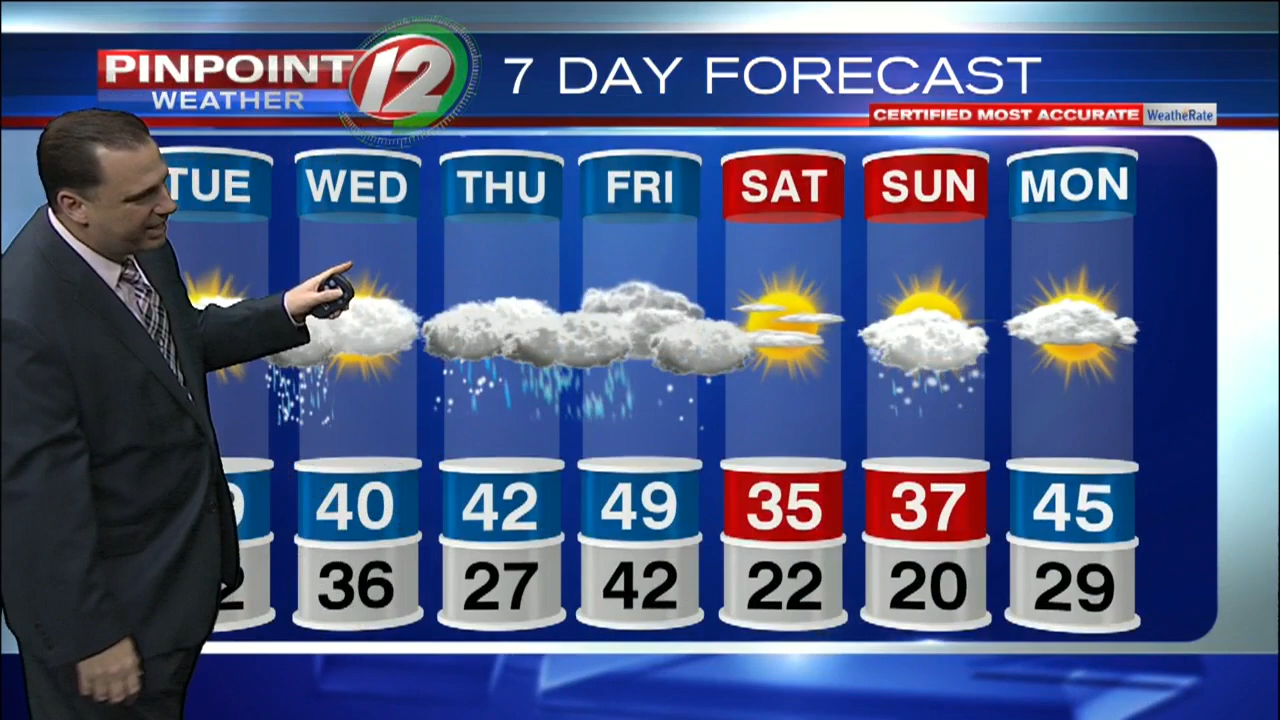 PINPOINT 12
WEATHER
7 DAY FORECAST
CERTIFIED MOST ACCURATE WeatheRate
TUE WED THU FRI SAT SUN MON
40 42 49 35 37 45
36 27 42 22 20 29